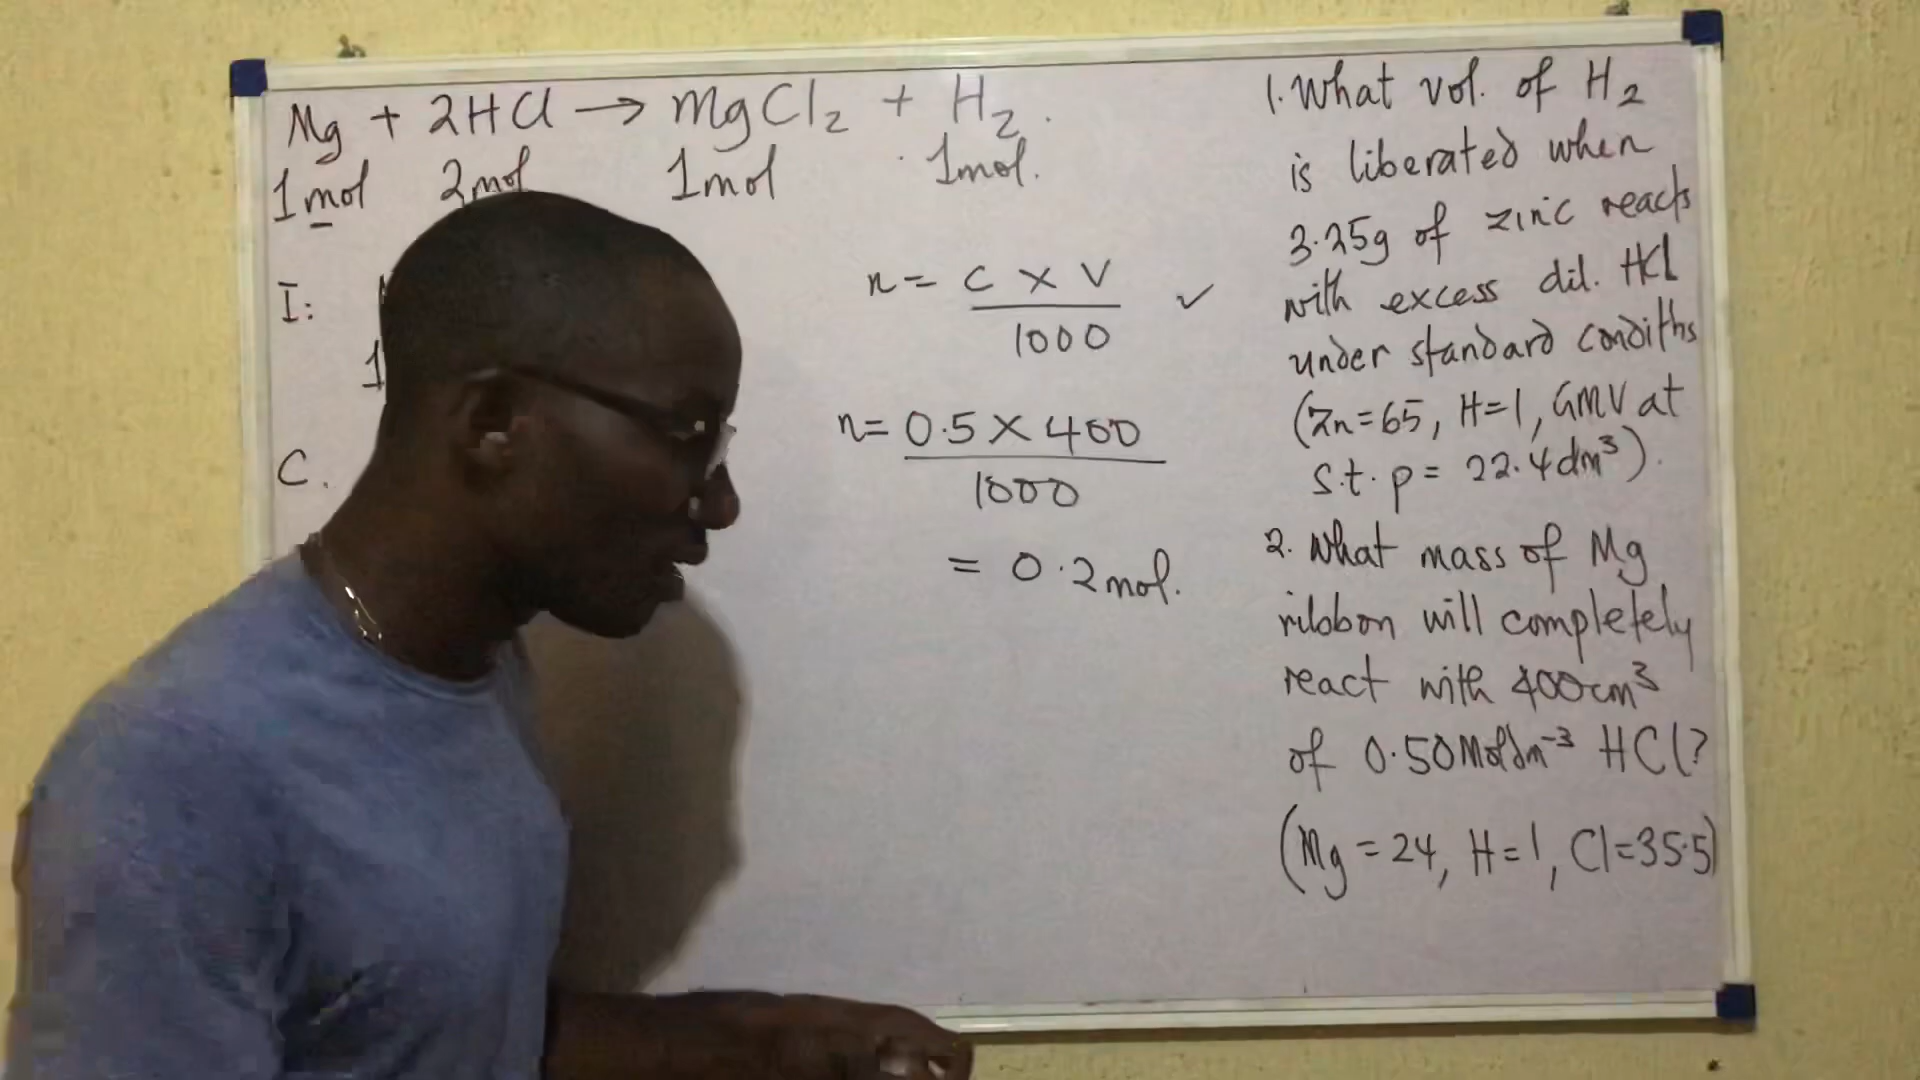 Mg + 2HCl → MgCl₂ + H₂.
1mol 2mol 1mol 1mol.
I:
1
C.
n = C X V
1000
✓
n= 0.5 X 400
1000
= 0.2mol.
1. What vol. of H₂
is liberated when
3.25g of zinc reacts
with excess dil. HCl
under standard condiths
(Zn=65, H=1, GMV at
s.t.p = 22.4dm³).
2. What mass of Mg
ribbon will completely
react with 400cm³
of 0.50Moldm⁻³ HCl?
(Mg = 24, H=1, Cl=35.5)